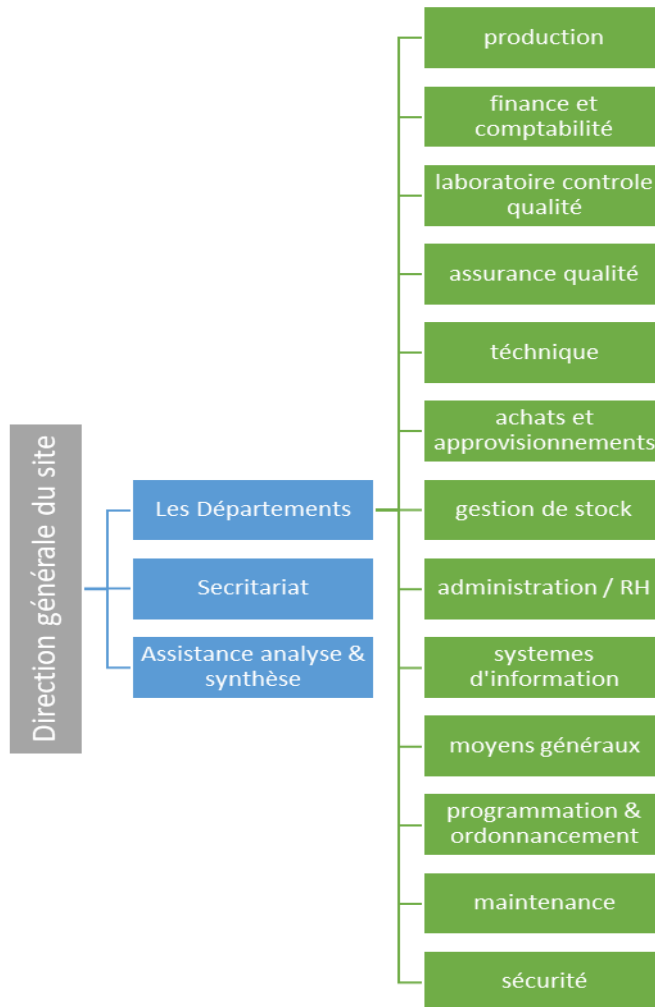 Direction générale du site
Les Départements
Secritariat
Assistance analyse &
synthèse
production
finance et
comptabilité
laboratoire controle
qualité
assurance qualité
téchnique
achats et
approvisionnements
gestion de stock
administration / RH
systemes
d'information
moyens généraux
programmation &
ordonnancement
maintenance
sécurité